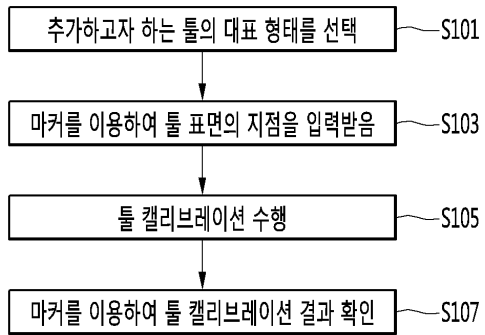 추가하고자 하는 툴의 대표 형태를 선택 S101
마커를 이용하여 툴 표면의 지점을 입력받음 S103
툴 캘리브레이션 수행 S105
마커를 이용하여 툴 캘리브레이션 결과 확인 S107